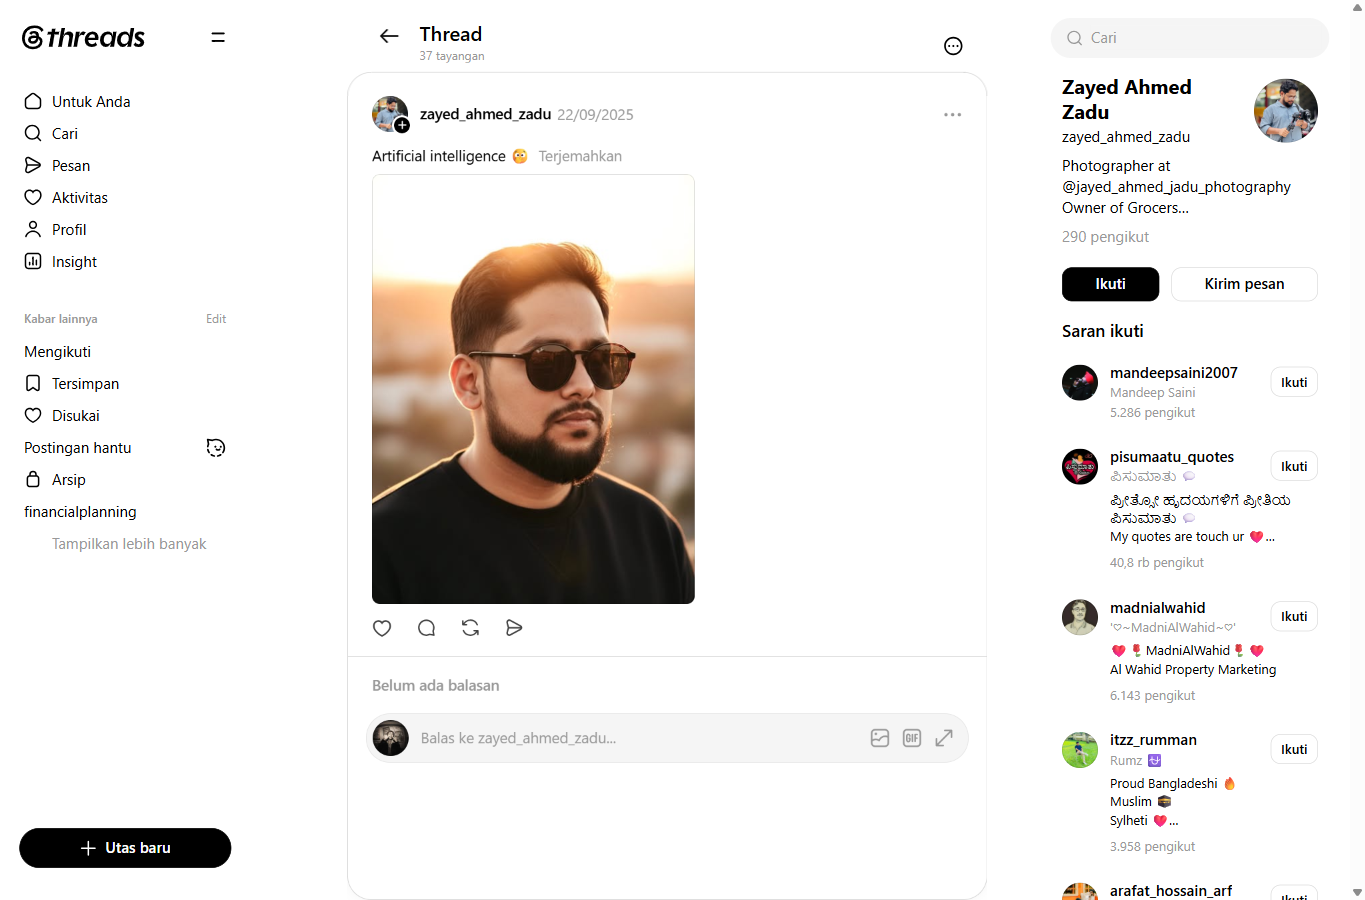 threads
Untuk Anda
Cari
Pesan
Aktivitas
Profil
Insight
Kabar lainnya
Edit
Mengikuti
Tersimpan
Disukai
Postingan hantu
Arsip
financialplanning
Tampilkan lebih banyak
Utas baru
Thread
37 tayangan
zayed_ahmed_zadu 22/09/2025
Artificial intelligence 🫣 Terjemahkan
Belum ada balasan
Balas ke zayed_ahmed_zadu...
GIF
Cari
Zayed Ahmed
Zadu
zayed_ahmed_zadu
Photographer at
@jayed_ahmed_jadu_photography
Owner of Grocers...
290 pengikut
Ikuti
Kirim pesan
Saran ikuti
mandeepsaini2007
Mandeep Saini
5.286 pengikut
Ikuti
pisumaatu_quotes
ಪಿಸುಮಾತು 💬
ಪ್ರೀತ್ಸೋ ಹೃದಯಗಳಿಗೆ ಪ್ರೀತಿಯ
ಪಿಸುಮಾತು 💬
My quotes are touch ur ❤️...
40,8 rb pengikut
Ikuti
madnialwahid
'♡~MadniAlWahid~♡'
❤️🌷MadniAlWahid🌷❤️
Al Wahid Property Marketing
6.143 pengikut
Ikuti
itzz_rumman
Rumz ⛎
Proud Bangladeshi 🔥
Muslim 🕋
Sylheti ❤️...
3.958 pengikut
Ikuti
arafat_hossain_arf
Ikuti